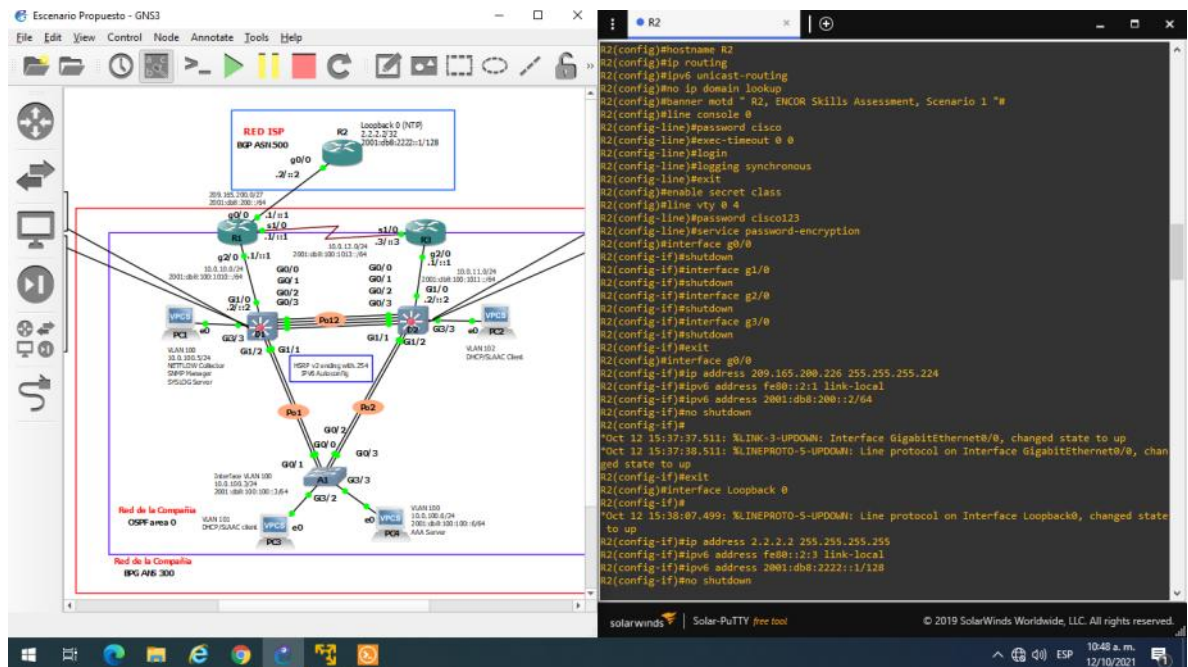 Escenario Propuesto - GNS3
File Edit View Control Node Annotate Tools Help
RED ISP
BGP ASN 500
R2
Loopback 0 (NTP)
2.2.2.2/32
2001:db8:2222::1/128
g0/0
.2/::2
209.165.200.0/27
2001:db8:200::/64
g0/0 .1/::1
s1/0
.1/::1
R1
s1/0
.3/::3
R3
10.0.13.0/24
2001:db8:100:1013::/64
g2/0 .1/::1
g2/0
.1/::1
10.0.10.0/24
2001:db8:100:1010::/64
10.0.11.0/24
2001:db8:100:1011::/64
G1/0
.2/::2
G0/0
G0/1
G0/2
G0/3
G0/0
G0/1
G0/2
G0/3
G1/0
.2/::2
VPCS
PC1
e0
G3/3
D1
Po12
D2
G3/3
e0
VPCS
PC2
VLAN 100
10.0.100.5/24
NETFLOW Collector
SNMP Manager
SYSLOG Server
G1/2
G1/1
G1/1
G1/2
VLAN 102
DHCP/SLAAC Client
HSRP v2 ending with .254
IPV6 Autoconfig
Po1
Po2
G0/2
G0/0
G0/1
G0/3
Interface VLAN 100
10.0.100.3/24
2001:db8:100:100::3/64
A1
G3/3
G3/2
Red de la Compañia
OSPF area 0
VLAN 101
DHCP/SLAAC client
VPCS
e0
PC3
e0
VPCS
PC4
VLAN 100
10.0.100.6/24
2001:db8:100:100::6/64
AAA Server
Red de la Compañia
BPG ANS 300
R2
R2(config)#hostname R2
R2(config)#ip routing
R2(config)#ipv6 unicast-routing
R2(config)#no ip domain lookup
R2(config)#banner motd " R2, ENCOR Skills Assessment, Scenario 1 "#
R2(config)#line console 0
R2(config-line)#password cisco
R2(config-line)#exec-timeout 0 0
R2(config-line)#login
R2(config-line)#logging synchronous
R2(config-line)#exit
R2(config)#enable secret class
R2(config)#line vty 0 4
R2(config-line)#password cisco123
R2(config-line)#service password-encryption
R2(config)#interface g0/0
R2(config-if)#shutdown
R2(config-if)#interface g1/0
R2(config-if)#shutdown
R2(config-if)#interface g2/0
R2(config-if)#shutdown
R2(config-if)#interface g3/0
R2(config-if)#shutdown
R2(config-if)#exit
R2(config)#interface g0/0
R2(config-if)#ip address 209.165.200.226 255.255.255.224
R2(config-if)#ipv6 address fe80::2:1 link-local
R2(config-if)#ipv6 address 2001:db8:200::2/64
R2(config-if)#no shutdown
R2(config-if)#
*Oct 12 15:37:37.511: %LINK-3-UPDOWN: Interface GigabitEthernet0/0, changed state to up
*Oct 12 15:37:38.511: %LINEPROTO-5-UPDOWN: Line protocol on Interface GigabitEthernet0/0, chan
ged state to up
R2(config-if)#exit
R2(config)#interface Loopback 0
R2(config-if)#
*Oct 12 15:38:07.499: %LINEPROTO-5-UPDOWN: Line protocol on Interface Loopback0, changed state
to up
R2(config-if)#ip address 2.2.2.2 255.255.255.255
R2(config-if)#ipv6 address fe80::2:3 link-local
R2(config-if)#ipv6 address 2001:db8:2222::1/128
R2(config-if)#no shutdown
solarwinds Solar-PuTTY free tool
© 2019 SolarWinds Worldwide, LLC. All rights reserved.
ESP
10:48 a. m.
12/10/2021